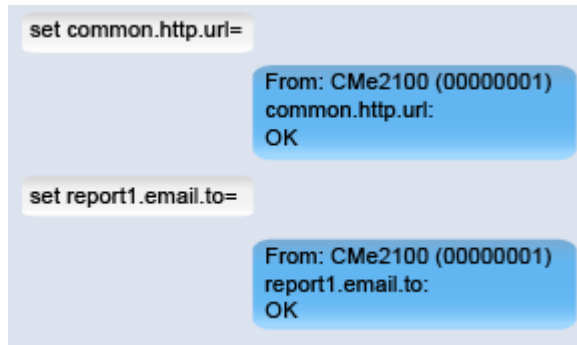 set common.http.url=
From: CMe2100 (00000001)
common.http.url:
OK
set report1.email.to=
From: CMe2100 (00000001)
report1.email.to:
OK